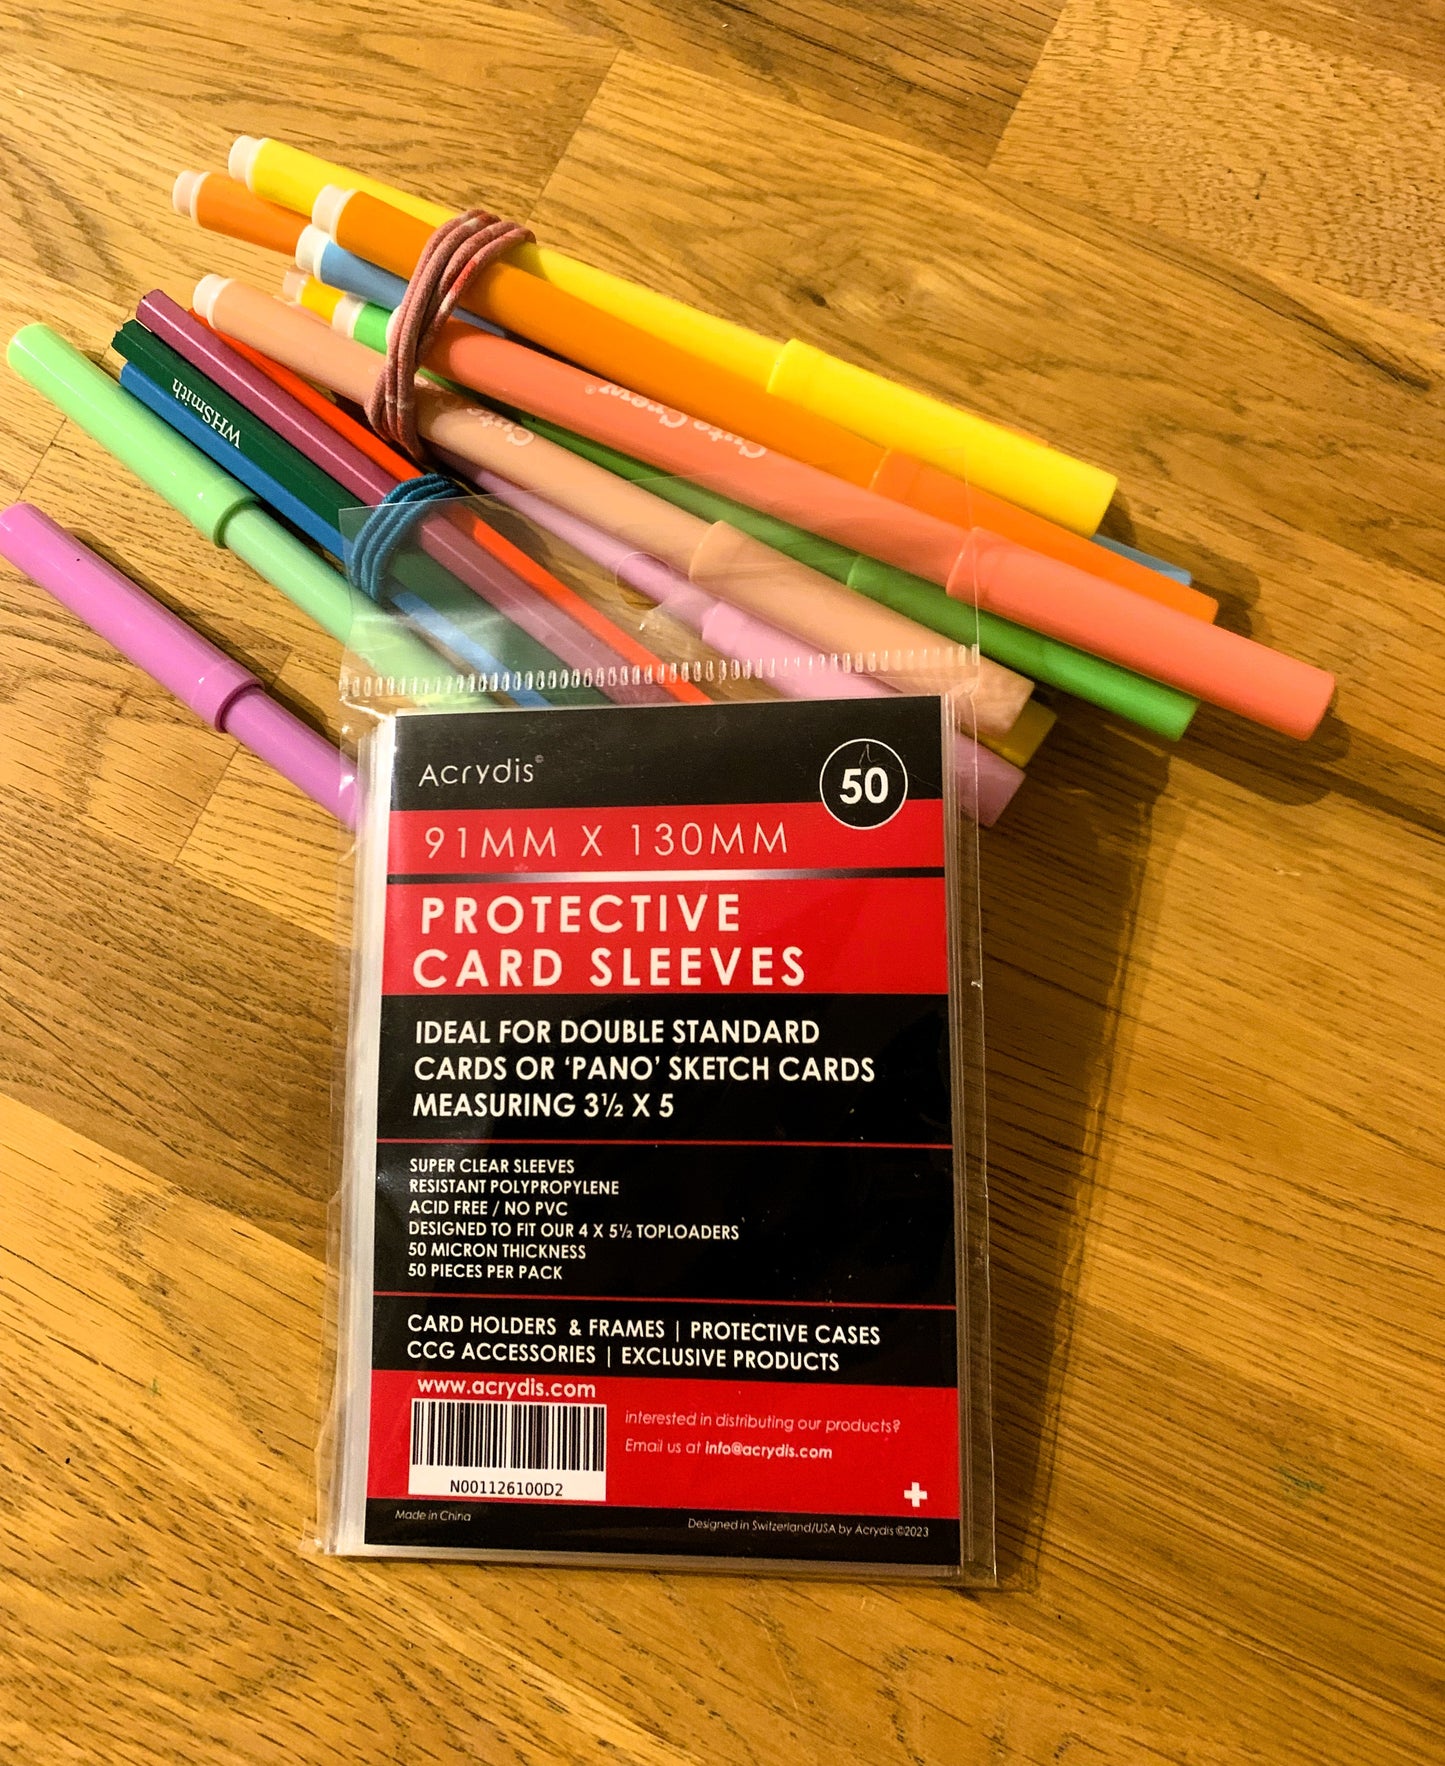 WHSmith
Cute Crew®
Cute
Acrydis©
50
91MM X 130MM
PROTECTIVE
CARD SLEEVES
IDEAL FOR DOUBLE STANDARD
CARDS OR ‘PANO’ SKETCH CARDS
MEASURING 3½ X 5
SUPER CLEAR SLEEVES
RESISTANT POLYPROPYLENE
ACID FREE / NO PVC
DESIGNED TO FIT OUR 4 X 5½ TOPLOADERS
50 MICRON THICKNESS
50 PIECES PER PACK
CARD HOLDERS & FRAMES | PROTECTIVE CASES
CCG ACCESSORIES | EXCLUSIVE PRODUCTS
www.acrydis.com
interested in distributing our products?
Email us at info@acrydis.com
N001126100D2
Made in China
Designed in Switzerland/USA by Acrydis ©2023